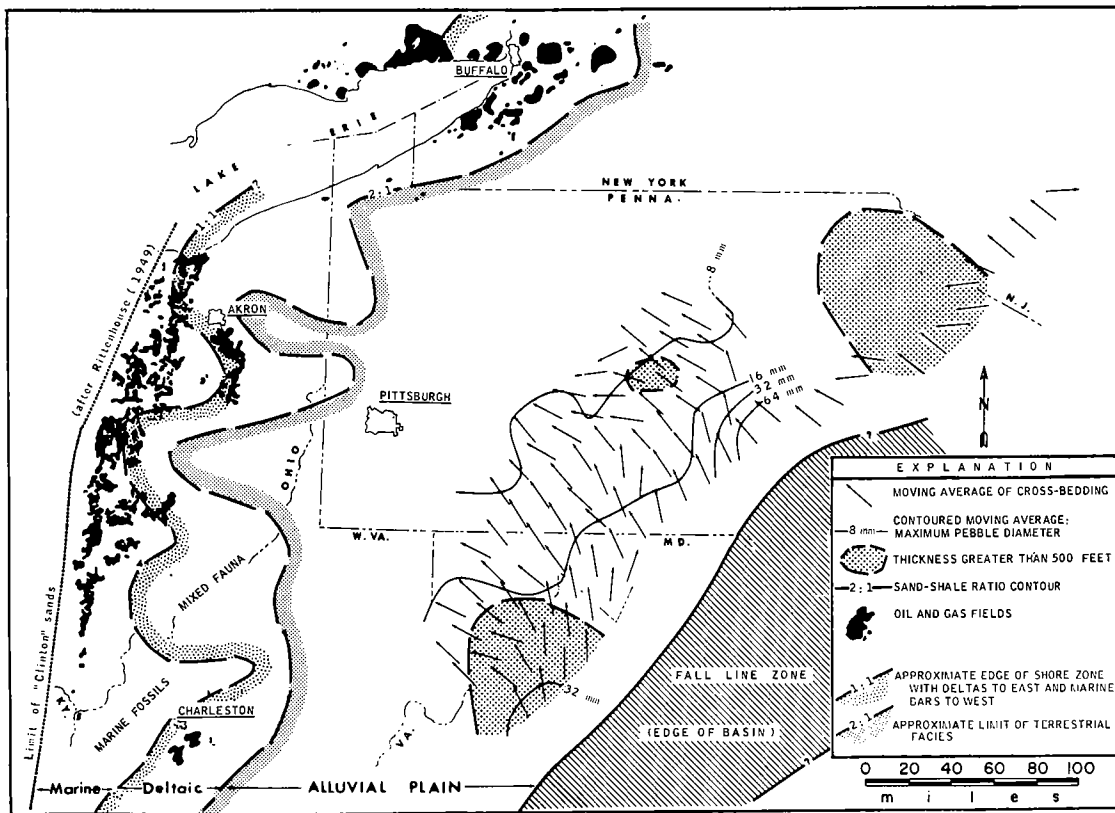 BUFFALO
LAKE ERIE
2:1
NEW YORK
PENNA.
1:1
?
Limit of "Clinton" sands (after Rittenhouse (1949)
AKRON
8 mm
N.J.
16 mm
32 mm
64 mm
PITTSBURGH
OHIO
N
?
W. VA.
MD.
MIXED FAUNA
MARINE FOSSILS
KY.
CHARLESTON
VA.
32 mm
FALL LINE ZONE
(EDGE OF BASIN)
?
Marine Deltaic ALLUVIAL PLAIN
EXPLANATION
MOVING AVERAGE OF CROSS-BEDDING
8 mm
CONTOURED MOVING AVERAGE:
MAXIMUM PEBBLE DIAMETER
THICKNESS GREATER THAN 500 FEET
2:1
SAND-SHALE RATIO CONTOUR
OIL AND GAS FIELDS
1:1
APPROXIMATE EDGE OF SHORE ZONE
WITH DELTAS TO EAST AND MARINE
BARS TO WEST
2:1
APPROXIMATE LIMIT OF TERRESTRIAL
FACIES
0 20 40 60 80 100
miles